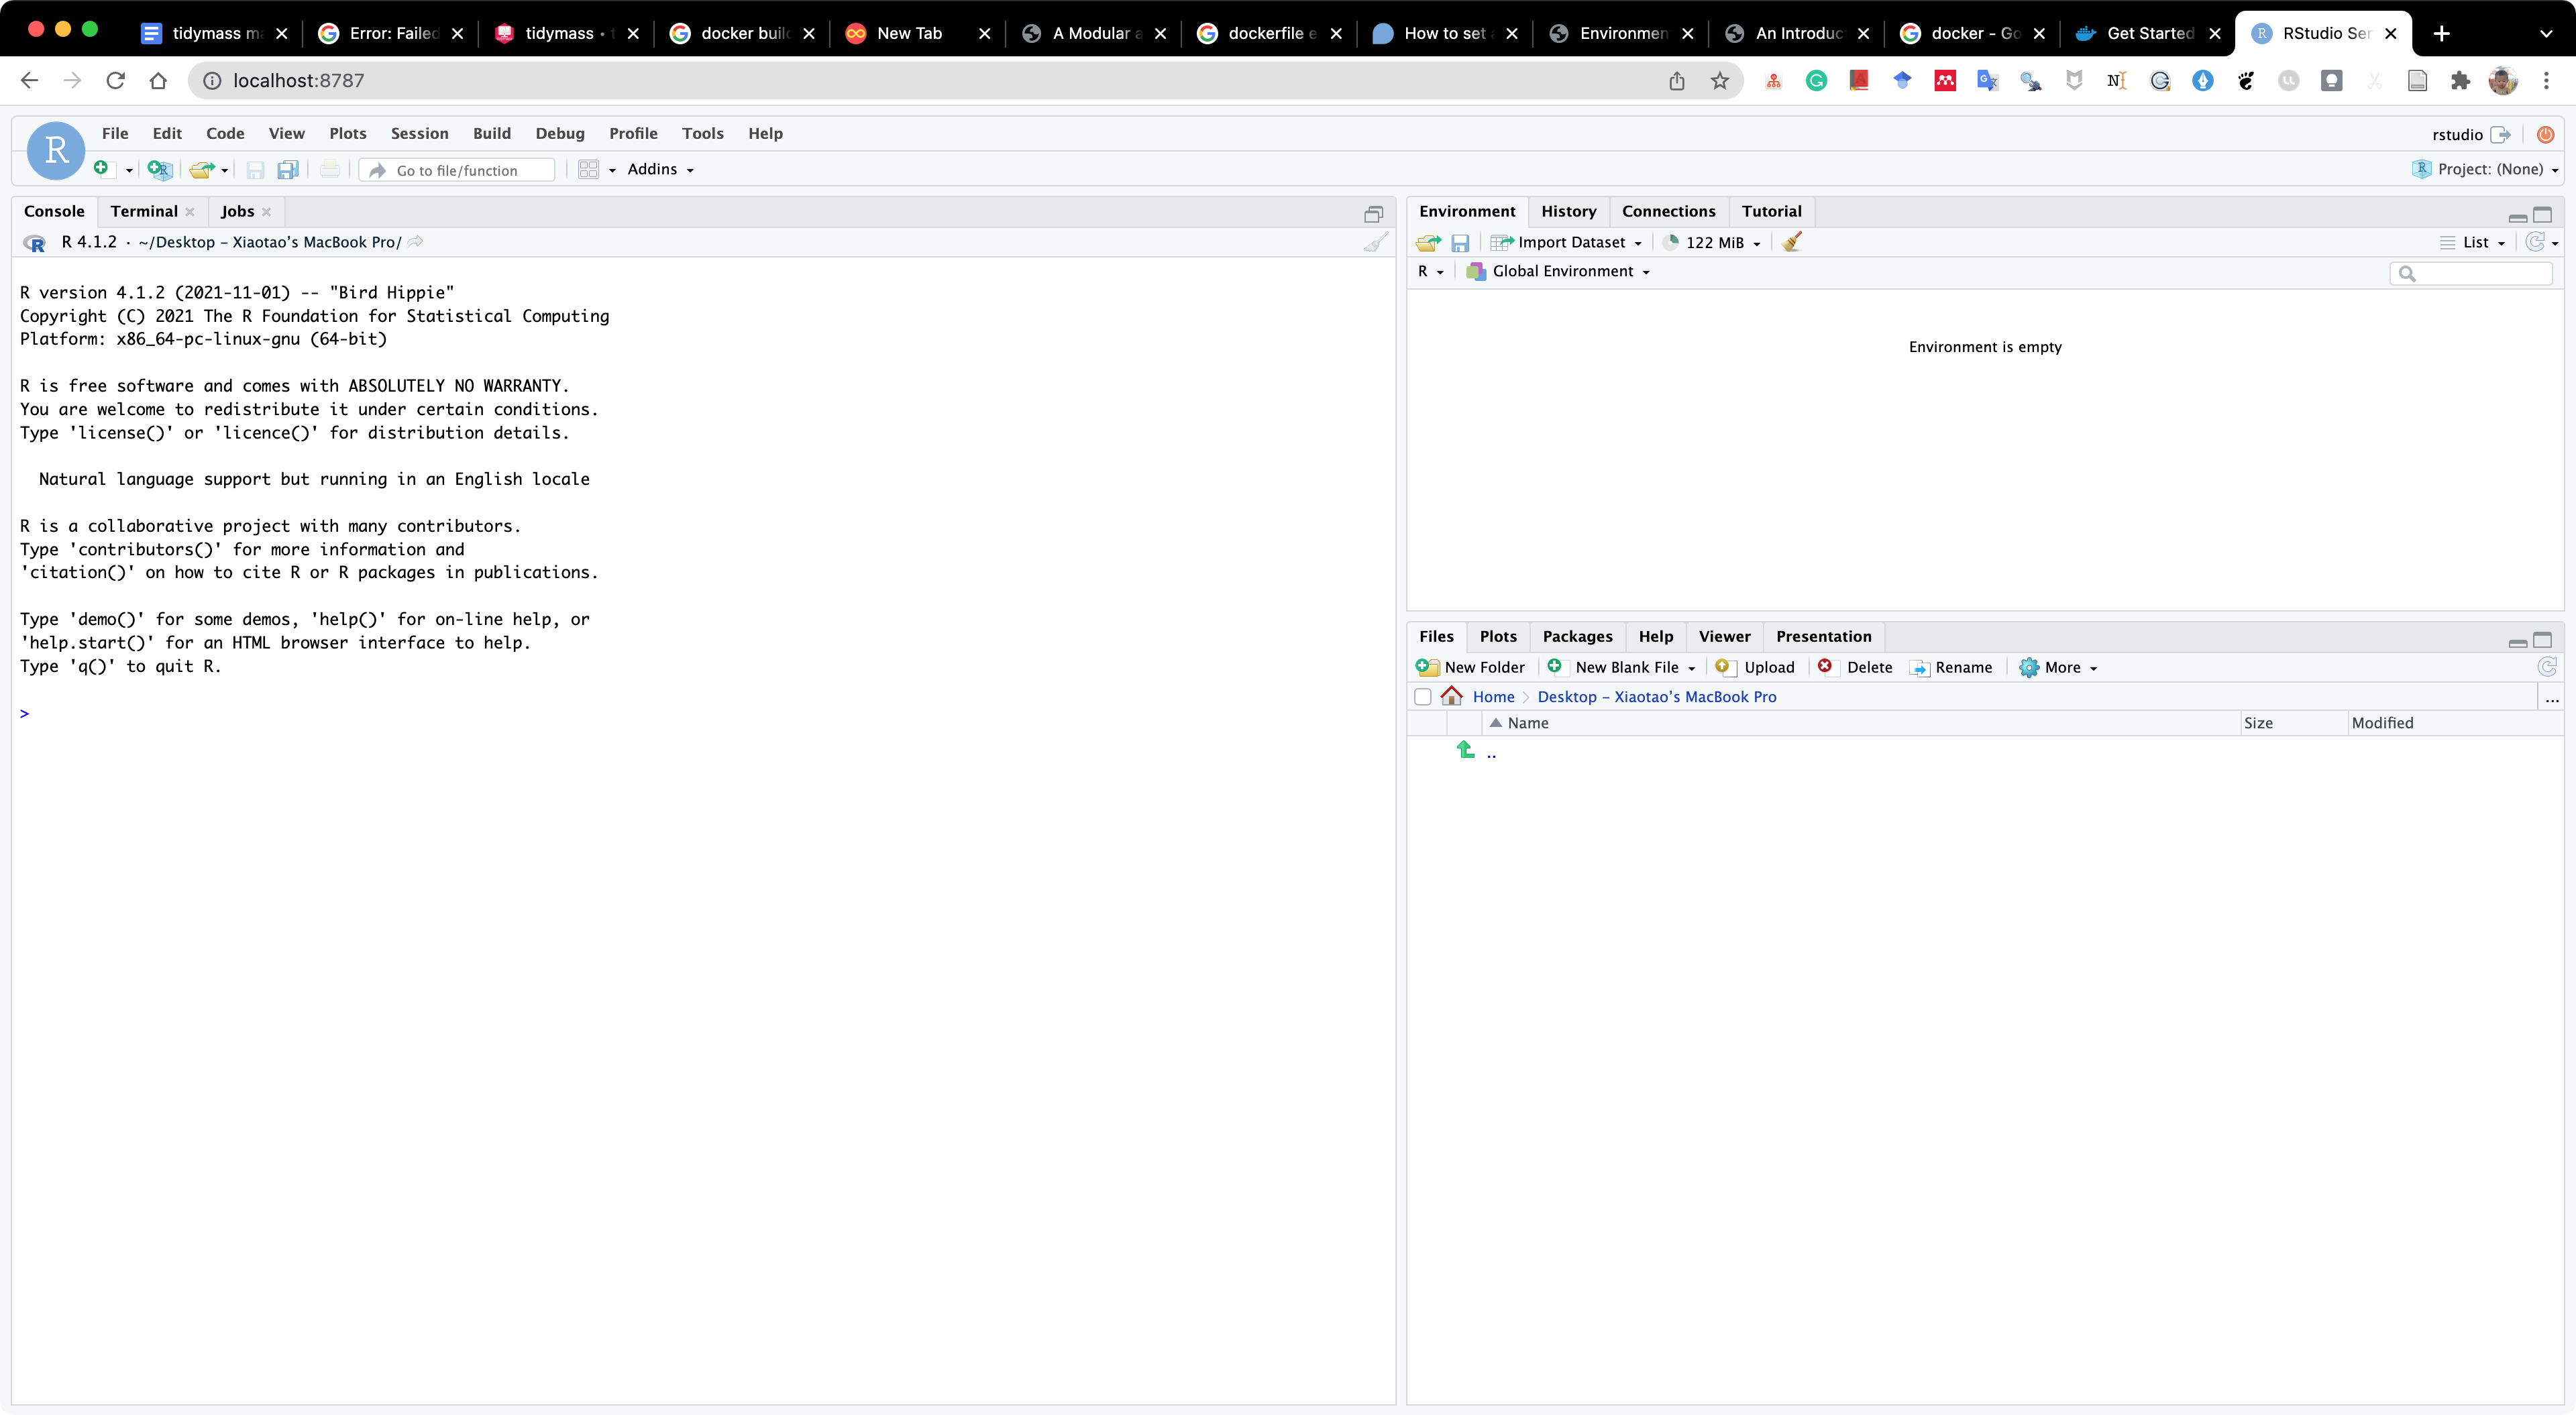 tidymass ma
Error: Failed
tidymass • t
docker build
New Tab
A Modular a
dockerfile e
How to set a
Environmen
An Introduc
docker - Go
Get Started
RStudio Ser
localhost:8787
File Edit Code View Plots Session Build Debug Profile Tools Help
rstudio
Go to file/function
Addins
Project: (None)
Console Terminal Jobs
R 4.1.2 · ~/Desktop – Xiaotao’s MacBook Pro/
R version 4.1.2 (2021-11-01) -- "Bird Hippie"
Copyright (C) 2021 The R Foundation for Statistical Computing
Platform: x86_64-pc-linux-gnu (64-bit)
R is free software and comes with ABSOLUTELY NO WARRANTY.
You are welcome to redistribute it under certain conditions.
Type 'license()' or 'licence()' for distribution details.
Natural language support but running in an English locale
R is a collaborative project with many contributors.
Type 'contributors()' for more information and
'citation()' on how to cite R or R packages in publications.
Type 'demo()' for some demos, 'help()' for on-line help, or
'help.start()' for an HTML browser interface to help.
Type 'q()' to quit R.
>
Environment History Connections Tutorial
Import Dataset 122 MiB List
R Global Environment
Environment is empty
Files Plots Packages Help Viewer Presentation
New Folder New Blank File Upload Delete Rename More
Home Desktop – Xiaotao’s MacBook Pro ...
Name Size Modified
..